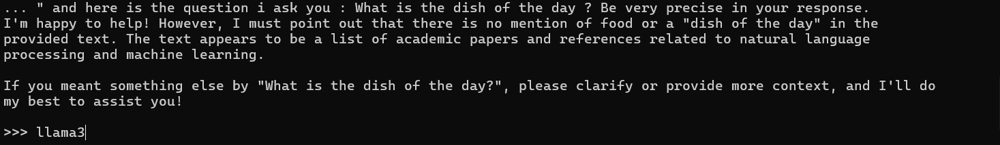 ... " and here is the question i ask you : What is the dish of the day ? Be very precise in your response.
I'm happy to help! However, I must point out that there is no mention of food or a "dish of the day" in the
provided text. The text appears to be a list of academic papers and references related to natural language
processing and machine learning.
If you meant something else by "What is the dish of the day?", please clarify or provide more context, and I'll do
my best to assist you!
>>> llama3